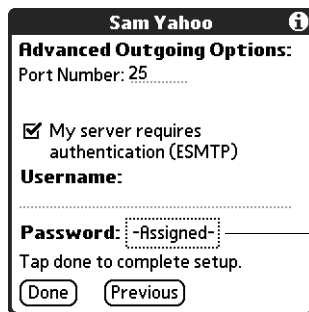 Sam Yahoo
Advanced Outgoing Options:
Port Number: 25
My server requires
authentication (ESMTP)
Username:
Password: -Assigned-
Tap done to complete setup.
Done Previous